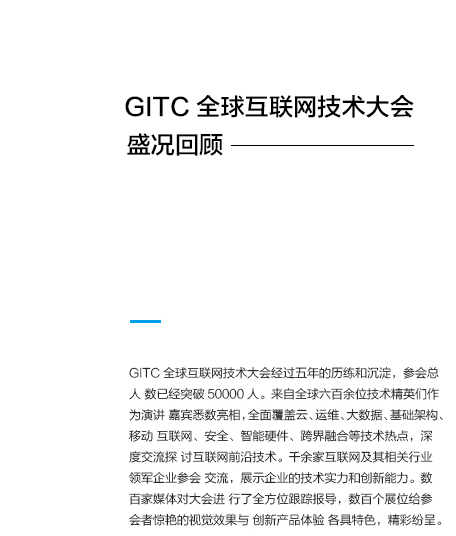 GITC 全球互联网技术大会
盛况回顾
GITC 全球互联网技术大会经过五年的历练和沉淀，参会总
人 数已经突破 50000 人。来自全球六百余位技术精英们作
为演讲 嘉宾悉数亮相，全面覆盖云、运维、大数据、基础架构、
移动 互联网、安全、智能硬件、跨界融合等技术热点，深
度交流探 讨互联网前沿技术。千余家互联网及其相关行业
领军企业参会 交流，展示企业的技术实力和创新能力。数
百家媒体对大会进 行了全方位跟踪报导，数百个展位给参
会者惊艳的视觉效果与 创新产品体验 各具特色，精彩纷呈。